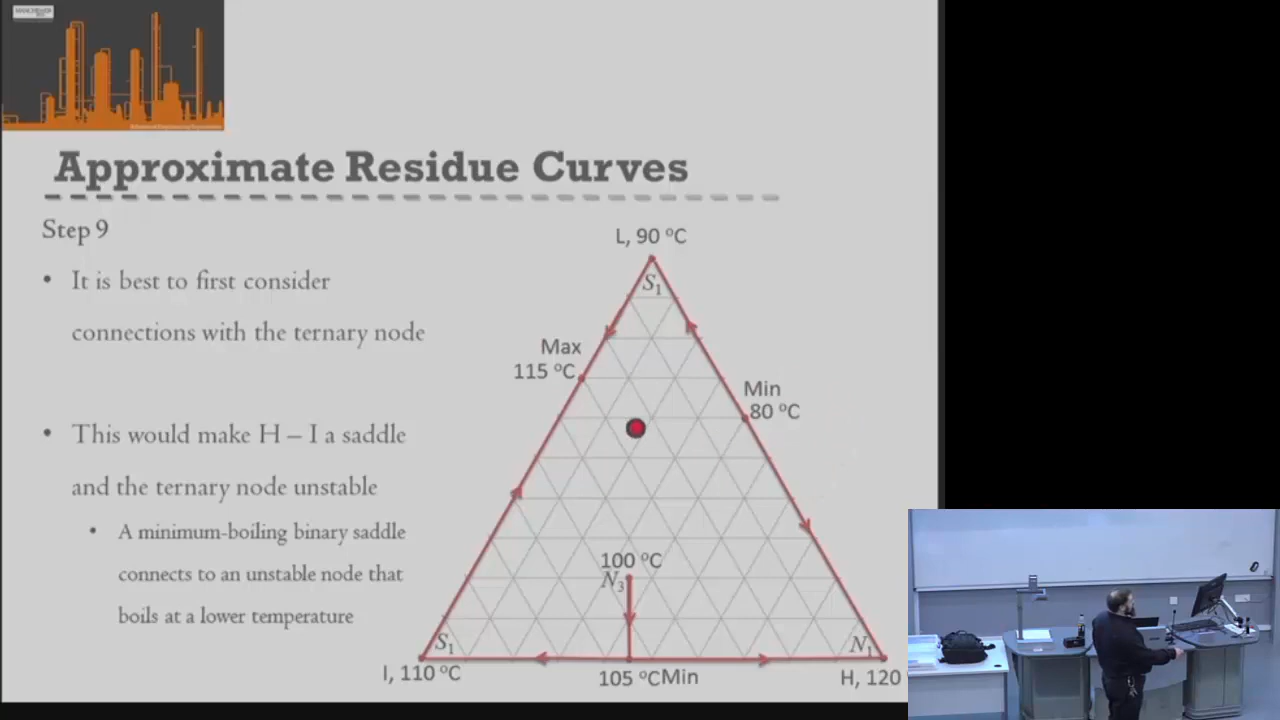 MANCHESTER
Approximate Residue Curves
Step 9
• It is best to first consider
connections with the ternary node
• This would make H – I a saddle
and the ternary node unstable
• A minimum-boiling binary saddle
connects to an unstable node that
boils at a lower temperature
L, 90 ºC
S1
Max
115 ºC
Min
80 ºC
100 ºC
N3
S1
N1
I, 110 ºC
105 ºC Min
H, 120